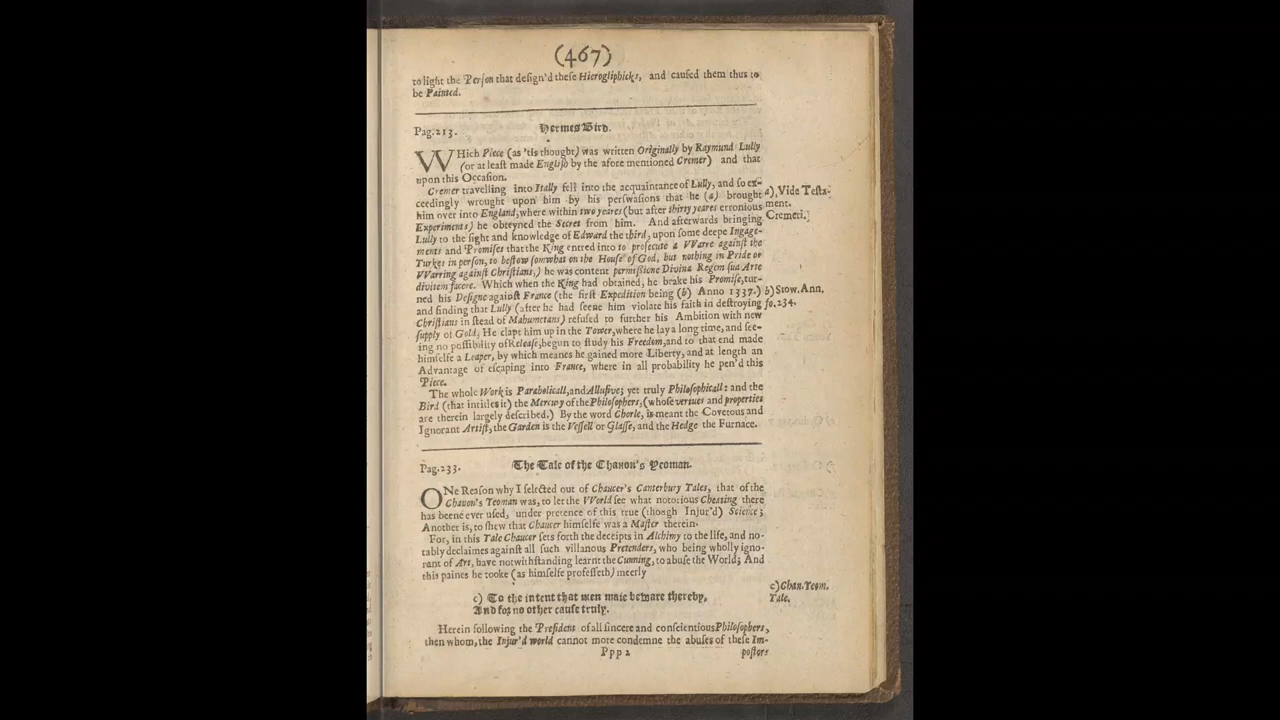 (467)
to light the Perſon that deſign'd theſe Hierogliphicks, and cauſed them thus to
be Painted.
Pag. 213. Hermes Bird.
WHich Piece (as 'tis thought) was written Originally by Raymund Lully
(or at leaſt made Engliſh by the afore mentioned Cremer) and that
upon this Occaſion.
Cremer travelling into Itally fell into the acquaintance of Lully, and ſo ex-
ceedingly wrought upon him by his perſwaſions that he (a) brought
a), Vide Teſta-
him over into England, where within two yeares (but after thirty yeares erronious
ment.
Experiments) he obteyned the Secret from him. And afterwards bringing
Cremeri.]
Lully to the ſight and knowledge of Edward the third, upon ſome deepe Ingage-
ments and Promiſes that the King entred into to proſecute a VVarre againſt the
Turkes in perſon, to beſtow ſomwhat on the Houſe of God, but nothing in Pride or
VVarring againſt Chriſtians,) he was content permiſſione Divina Regem ſua Arte
divitem facere. Which when the King had obtained, he brake his Promiſe, tur-
ned his Deſigne againſt France (the firſt Expedition being (b) Anno 1337.)
b) Stow. Ann.
and finding that Lully (after he had ſeene him violate his faith in deſtroying
fo. 234.
Chriſtians in ſtead of Mahumetans) refuſed to further his Ambition with new
ſupply of Gold, He clapt him up in the Tower, where he lay a long time, and ſee-
ing no poſſibility of Releaſe, begun to ſtudy his Freedom, and to that end made
himſelfe a Leaper, by which meanes he gained more Liberty, and at length an
Advantage of eſcaping into France, where in all probability he pen'd this
Piece.
The whole Work is Parabolicall, and Alluſive; yet truly Philoſophicall: and the
Bird (that intitles it) the Mercury of the Philoſophers, (whoſe vertues and properties
are therein largely deſcribed.) By the word Chorle, is meant the Covetous and
Ignorant Artiſt, the Garden is the Veſſell or Glaſſe, and the Hedge the Furnace.
Pag. 233. The Tale of the Chanon's Yeoman.
ONe Reaſon why I ſelected out of Chaucer's Canterbury Tales, that of the
Chanon's Yeoman was, to let the VVorld ſee what notorious Cheating there
has beene ever uſed, under pretence of this true (though Injur'd) Science;
Another is, to ſhew that Chaucer himſelfe was a Maſter therein.
For, in this Tale Chaucer ſets forth the deceipts in Alchimy to the life, and no-
tably declaimes againſt all ſuch villanous Pretenders, who being wholly igno-
rant of Art, have notwithſtanding learnt the Cunning, to abuſe the World; And
this paines he tooke (as himſelfe profeſſeth) meerly
c) To the intent that men maie beware thereby,
c) Chan. Yeom.
And for no other cauſe truly.
Tale.
Herein following the Preſident of all ſincere and conſcientious Philoſophers,
then whom, the Injur'd world cannot more condemne the abuſes of theſe Im-
Ppp 2 poſtors